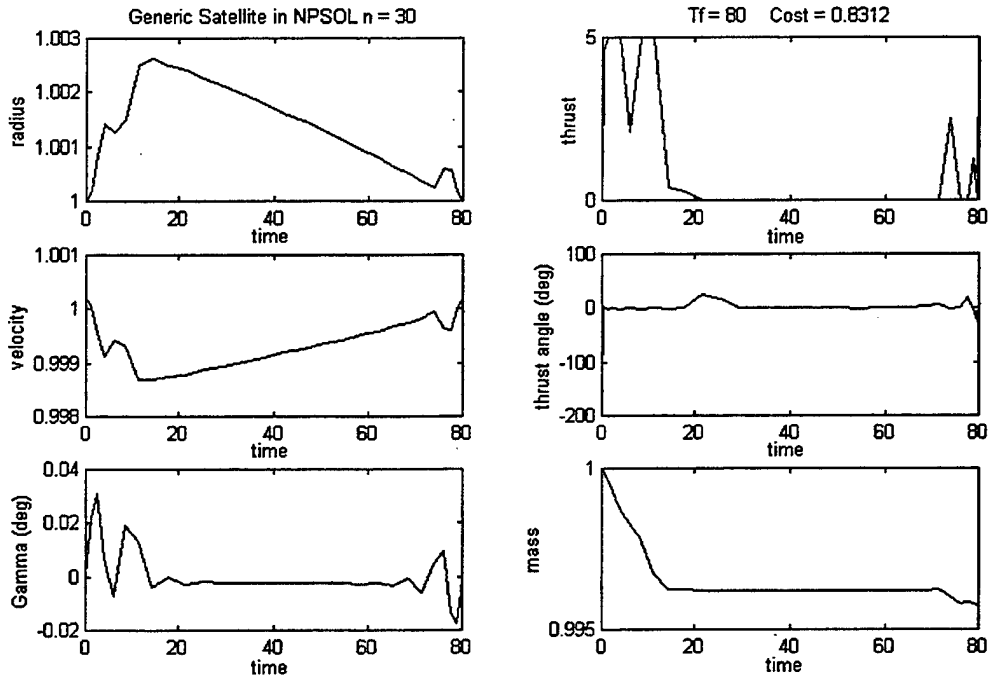 Generic Satellite in NPSOL n = 30
1.003
1.002
1.001
1
radius
0 20 40 60 80
time
1.001
1
0.999
0.998
velocity
0 20 40 60 80
time
0.04
0.02
0
-0.02
Gamma (deg)
0 20 40 60 80
time
Tf = 80 Cost = 0.8312
5
0
thrust
0 20 40 60 80
time
100
0
-100
-200
thrust angle (deg)
0 20 40 60 80
time
1
0.995
mass
0 20 40 60 80
time